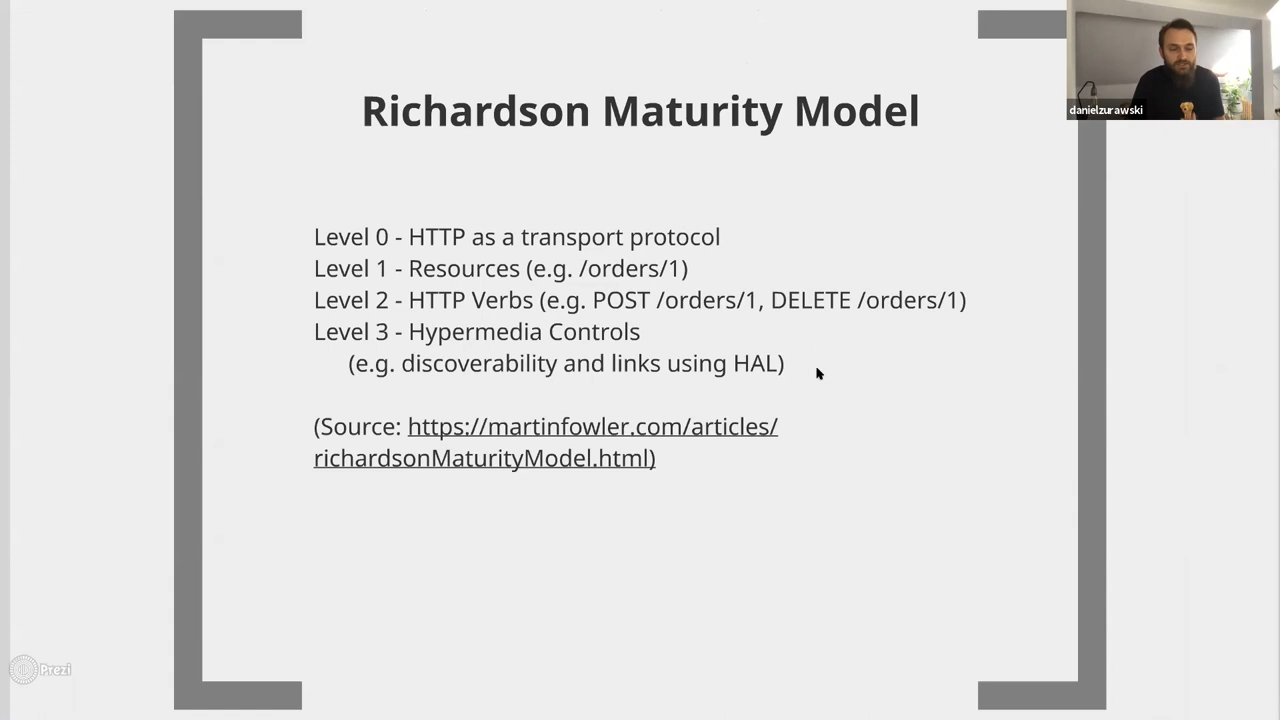 Richardson Maturity Model
danielzurawski
Level 0 - HTTP as a transport protocol
Level 1 - Resources (e.g. /orders/1)
Level 2 - HTTP Verbs (e.g. POST /orders/1, DELETE /orders/1)
Level 3 - Hypermedia Controls
(e.g. discoverability and links using HAL)
(Source: https://martinfowler.com/articles/
richardsonMaturityModel.html)
Prezi